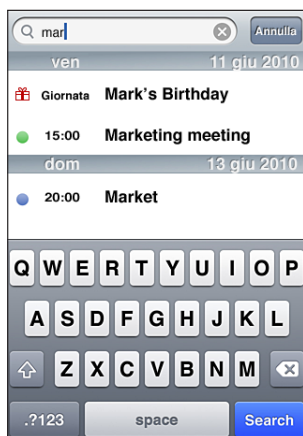 mar Annulla
ven 11 giu 2010
Giornata Mark's Birthday
15:00 Marketing meeting
dom 13 giu 2010
20:00 Market
Q W E R T Y U I O P
A S D F G H J K L
Z X C V B N M
.?123 space Search